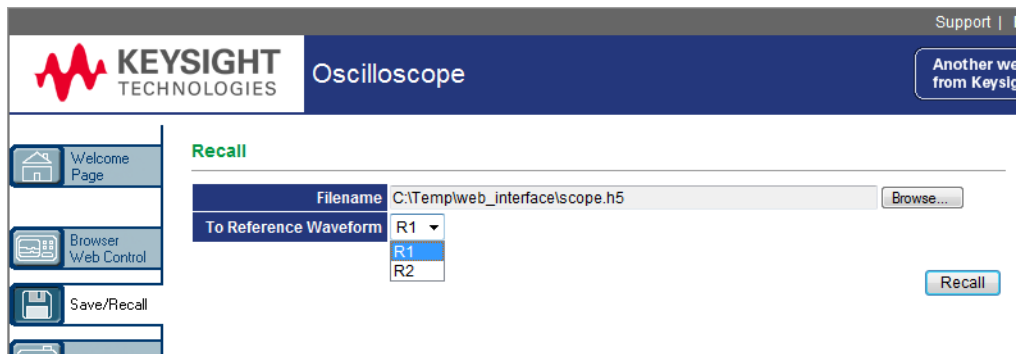 Support |
KEYSIGHT
TECHNOLOGIES
Oscilloscope
Another we
from Keysig
Welcome
Page
Browser
Web Control
Save/Recall
Recall
Filename C:\Temp\web_interface\scope.h5 Browse...
To Reference Waveform R1
R1
R2
Recall